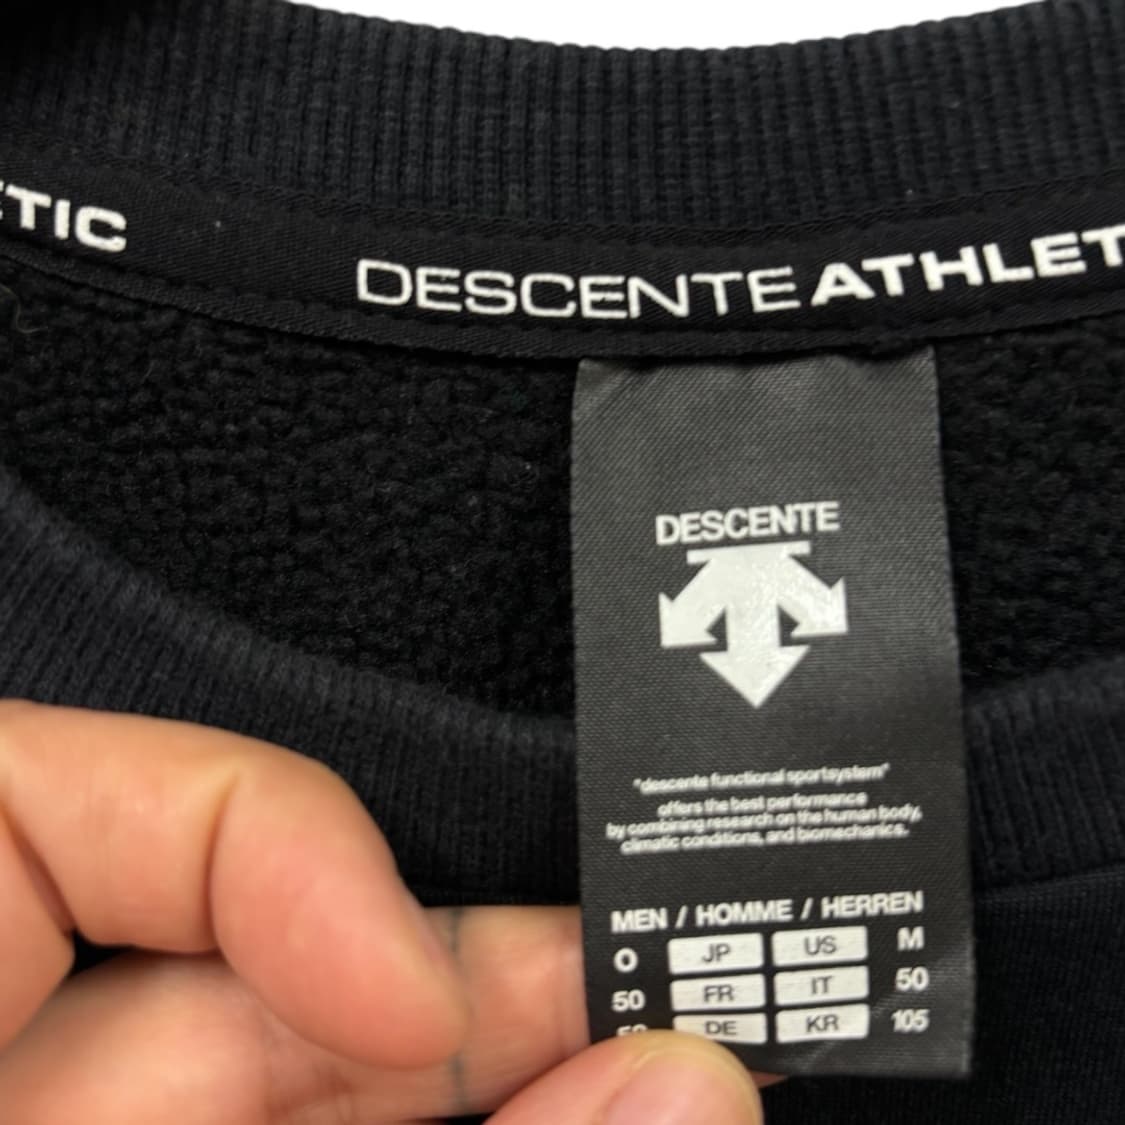 ETIC
DESCENTE ATHLET
DESCENTE
"descente functional sportsystem"
offers the best performance
by combining research on the human body,
climatic conditions, and biomechanics.
MEN / HOMME / HERREN
O JP US M
50 FR IT 50
DE KR 105